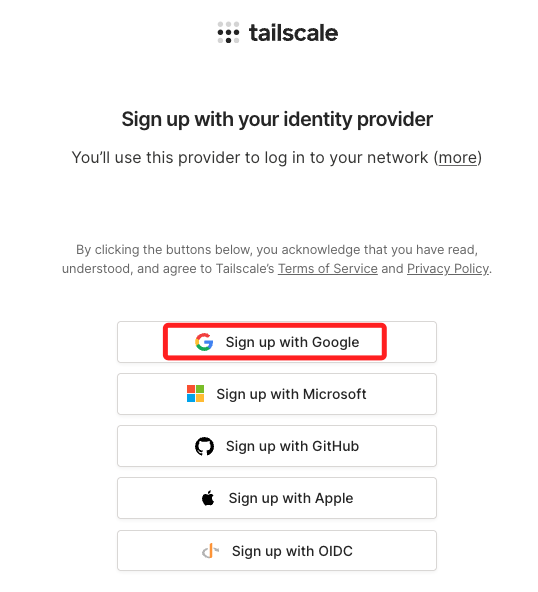 tailscale
Sign up with your identity provider
You’ll use this provider to log in to your network (more)
By clicking the buttons below, you acknowledge that you have read,
understood, and agree to Tailscale’s Terms of Service and Privacy Policy.
Sign up with Google
Sign up with Microsoft
Sign up with GitHub
Sign up with Apple
Sign up with OIDC